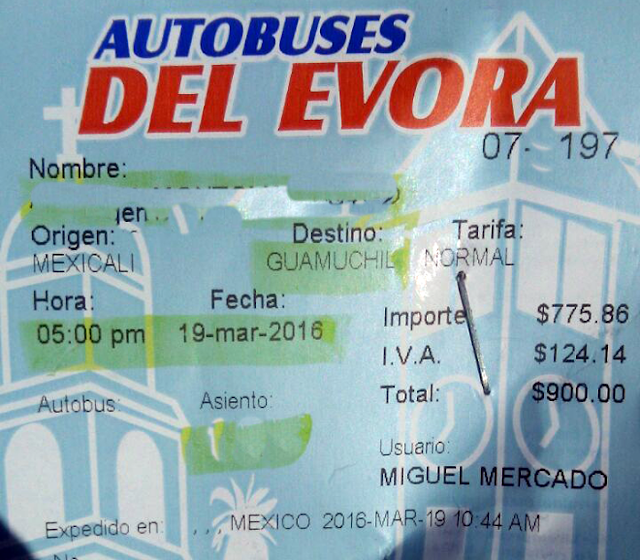 AUTOBUSES
DEL EVORA
07- 197
Nombre:
Origen: Destino: Tarifa:
MEXICALI GUAMUCHIL NORMAL
Hora: Fecha:
05:00 pm 19-mar-2016
Importe $775.86
I.V.A. $124.14
Total: $900.00
Autobus: Asiento:
Usuario:
MIGUEL MERCADO
Expedido en: , , , MEXICO 2016-MAR-19 10:44 AM